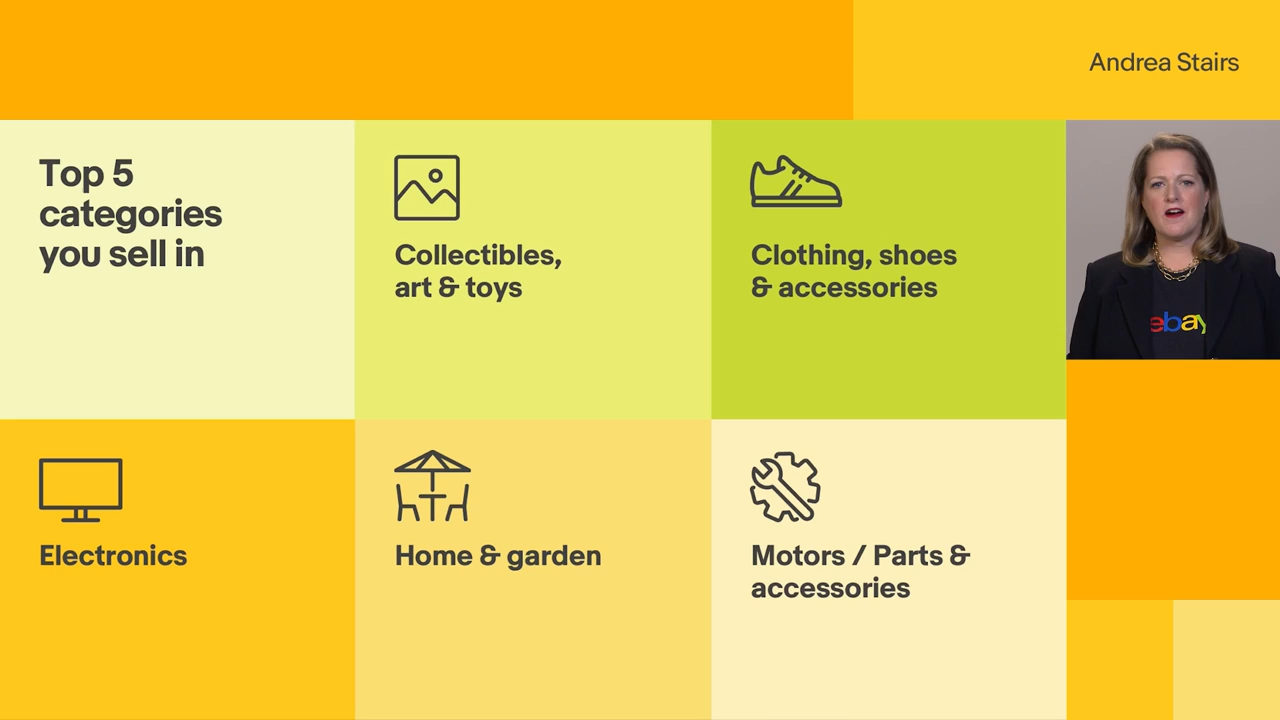 Andrea Stairs
Top 5
categories
you sell in
Collectibles,
art & toys
Clothing, shoes
& accessories
ebay
Electronics
Home & garden
Motors / Parts &
accessories